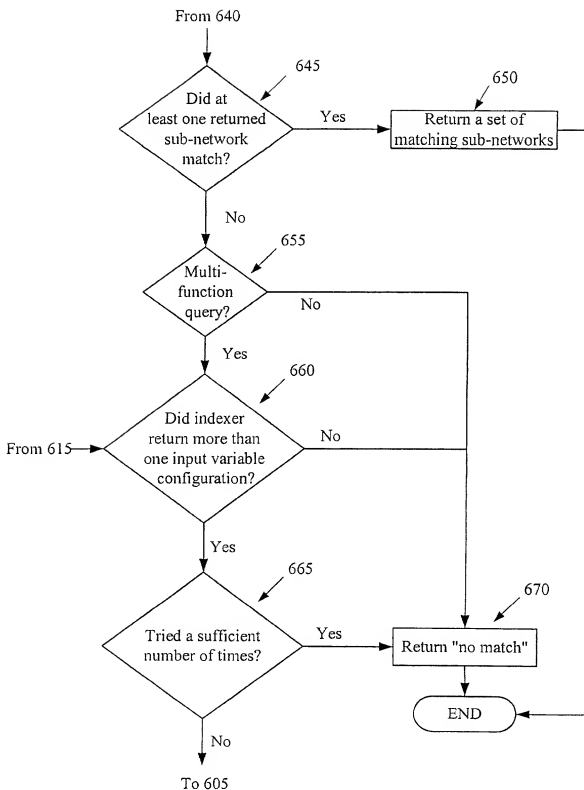 From 640
645
Did at
least one returned
sub-network
match?
Yes
650
Return a set of
matching sub-networks
No
655
Multi-
function
query?
No
Yes
660
From 615
Did indexer
return more than
one input variable
configuration?
No
Yes
665
Tried a sufficient
number of times?
Yes
670
Return "no match"
END
No
To 605